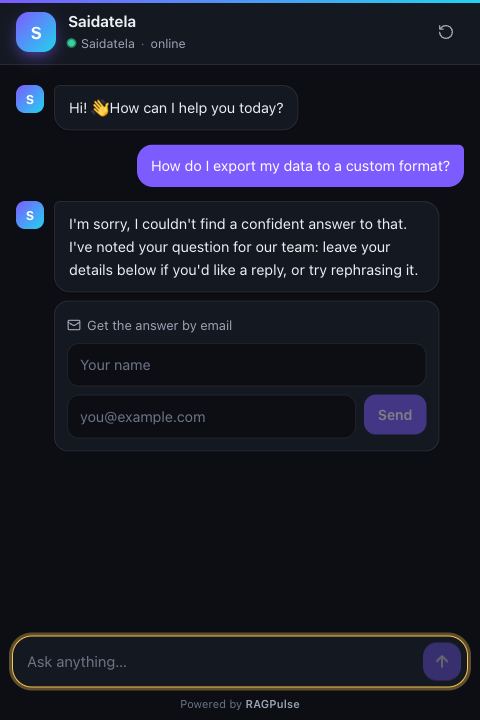 S
Saidatela
Saidatela · online
S
Hi! 👋How can I help you today?
How do I export my data to a custom format?
S
I'm sorry, I couldn't find a confident answer to that.
I've noted your question for our team: leave your
details below if you'd like a reply, or try rephrasing it.
Get the answer by email
Your name
you@example.com
Send
Ask anything...
Powered by RAGPulse